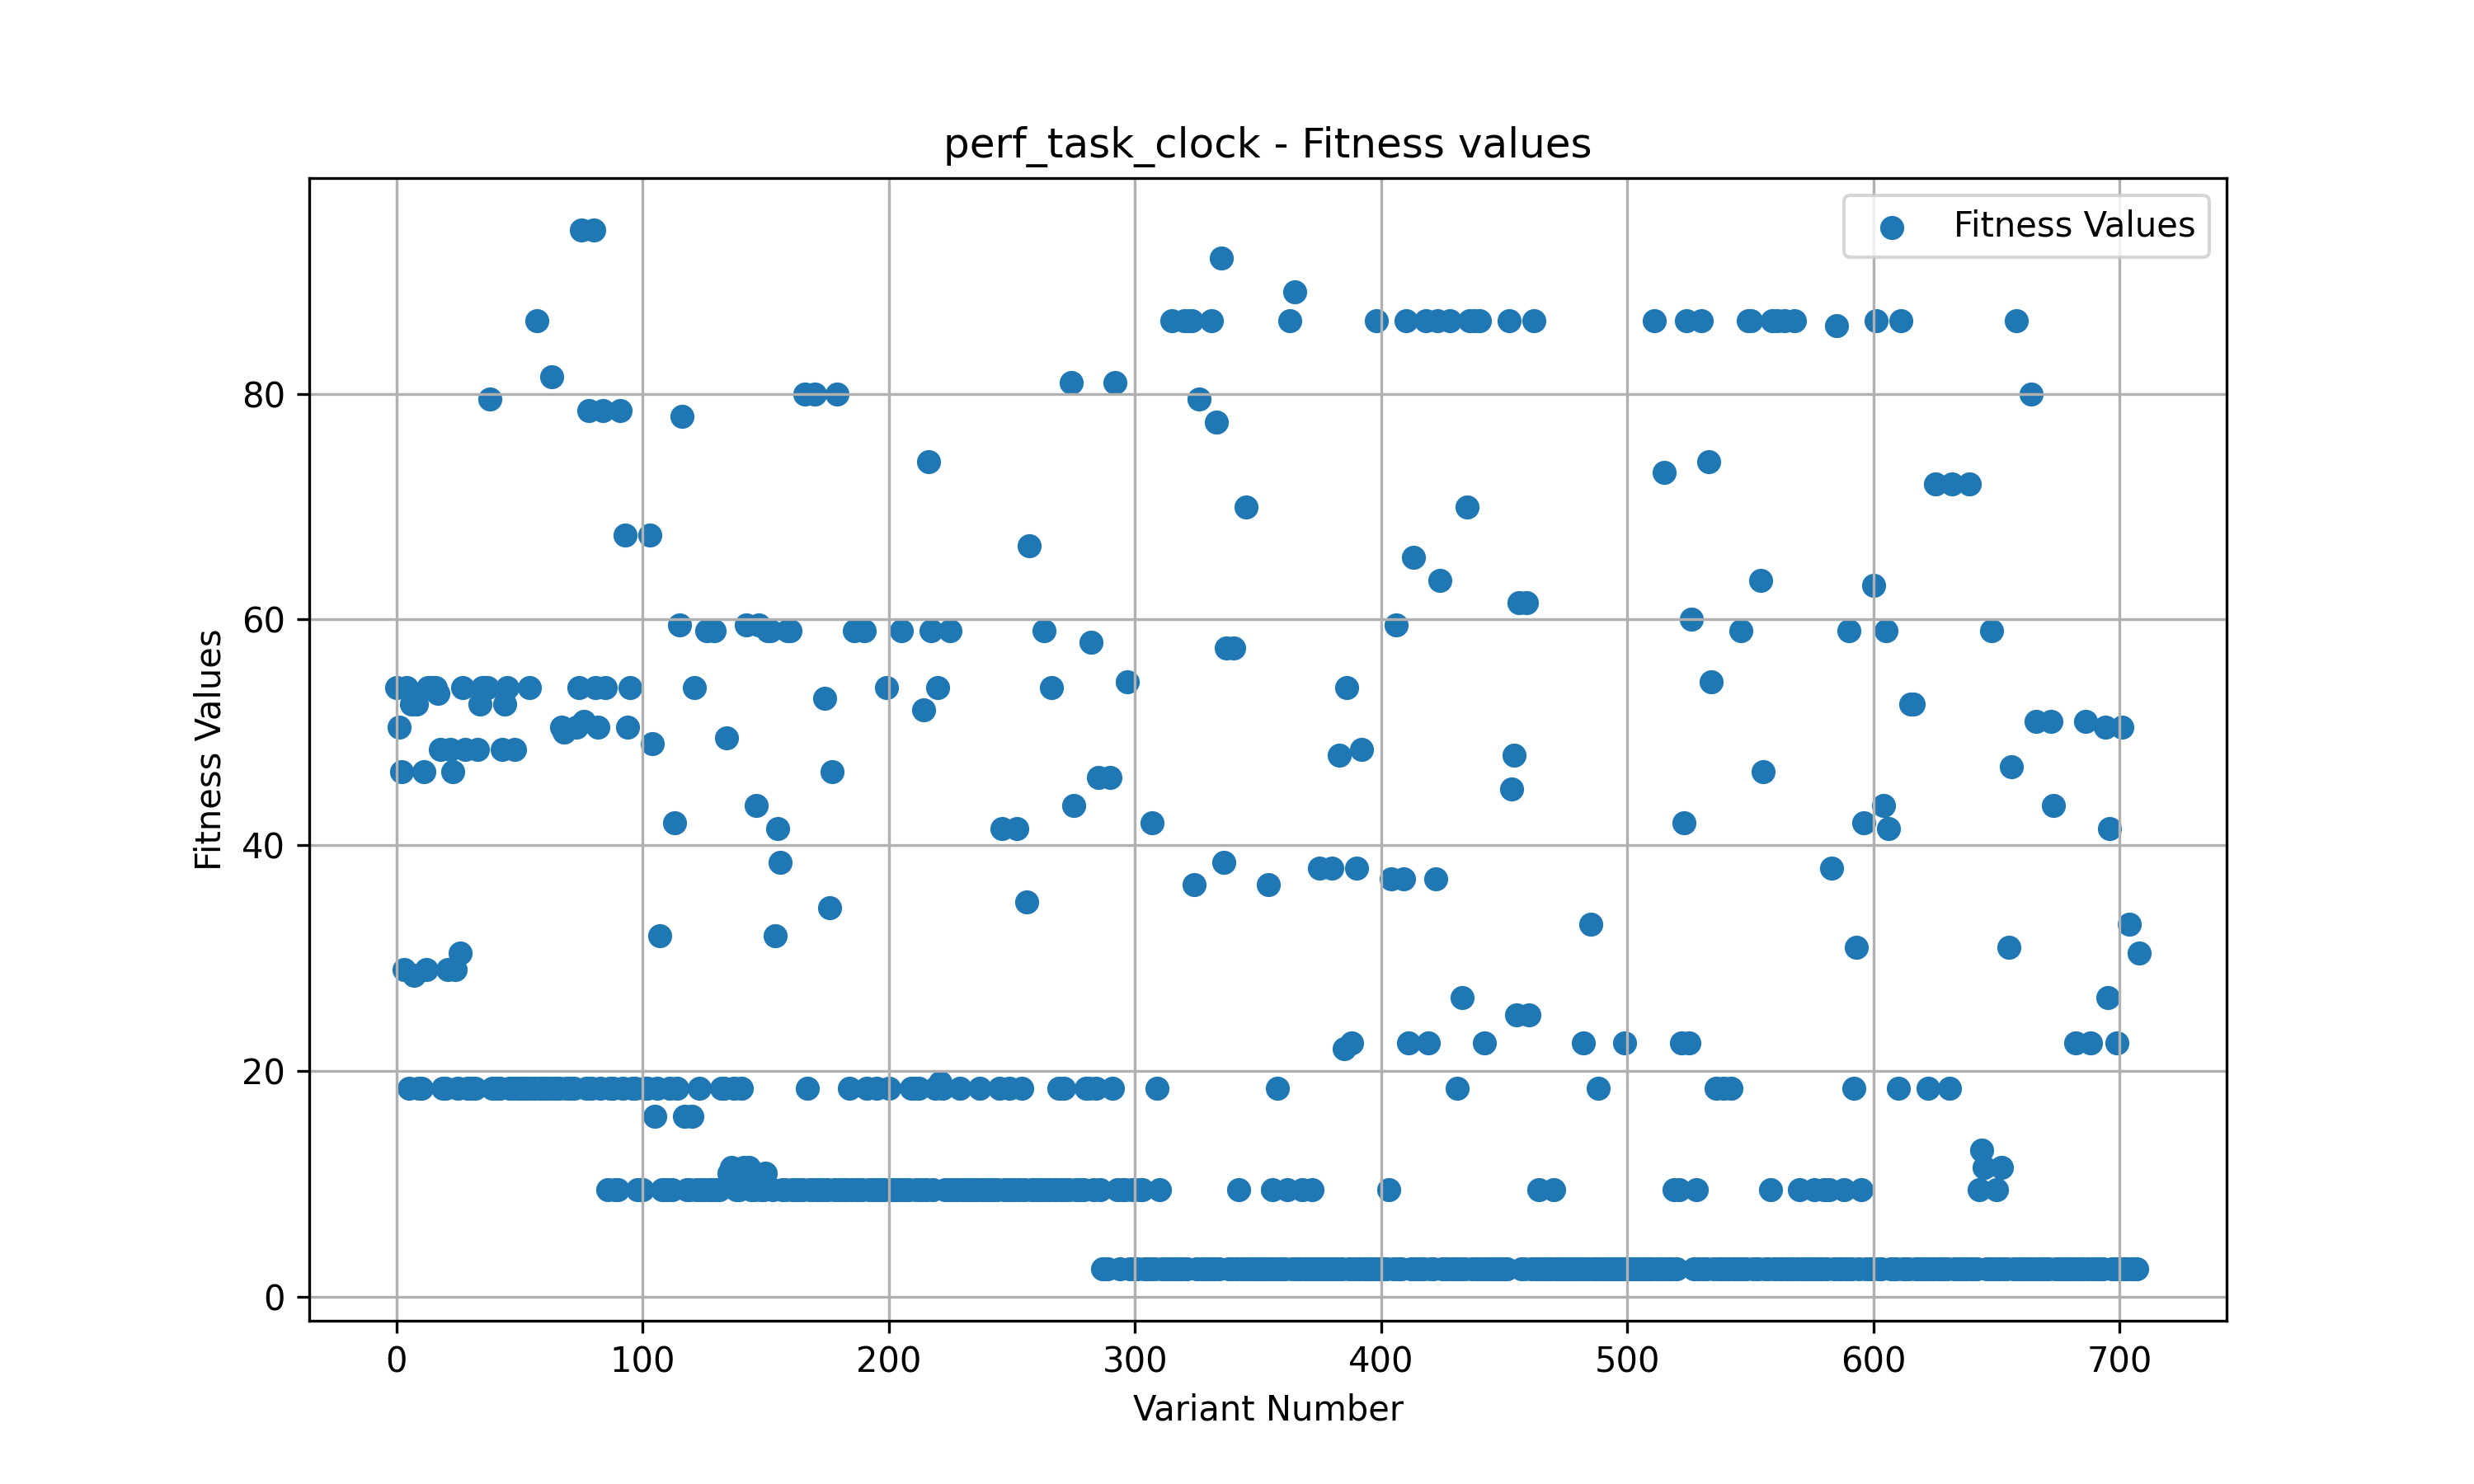 perf_task_clock - Fitness values
Fitness Values
80
60
40
20
0
Fitness Values
0 100 200 300 400 500 600 700
Variant Number